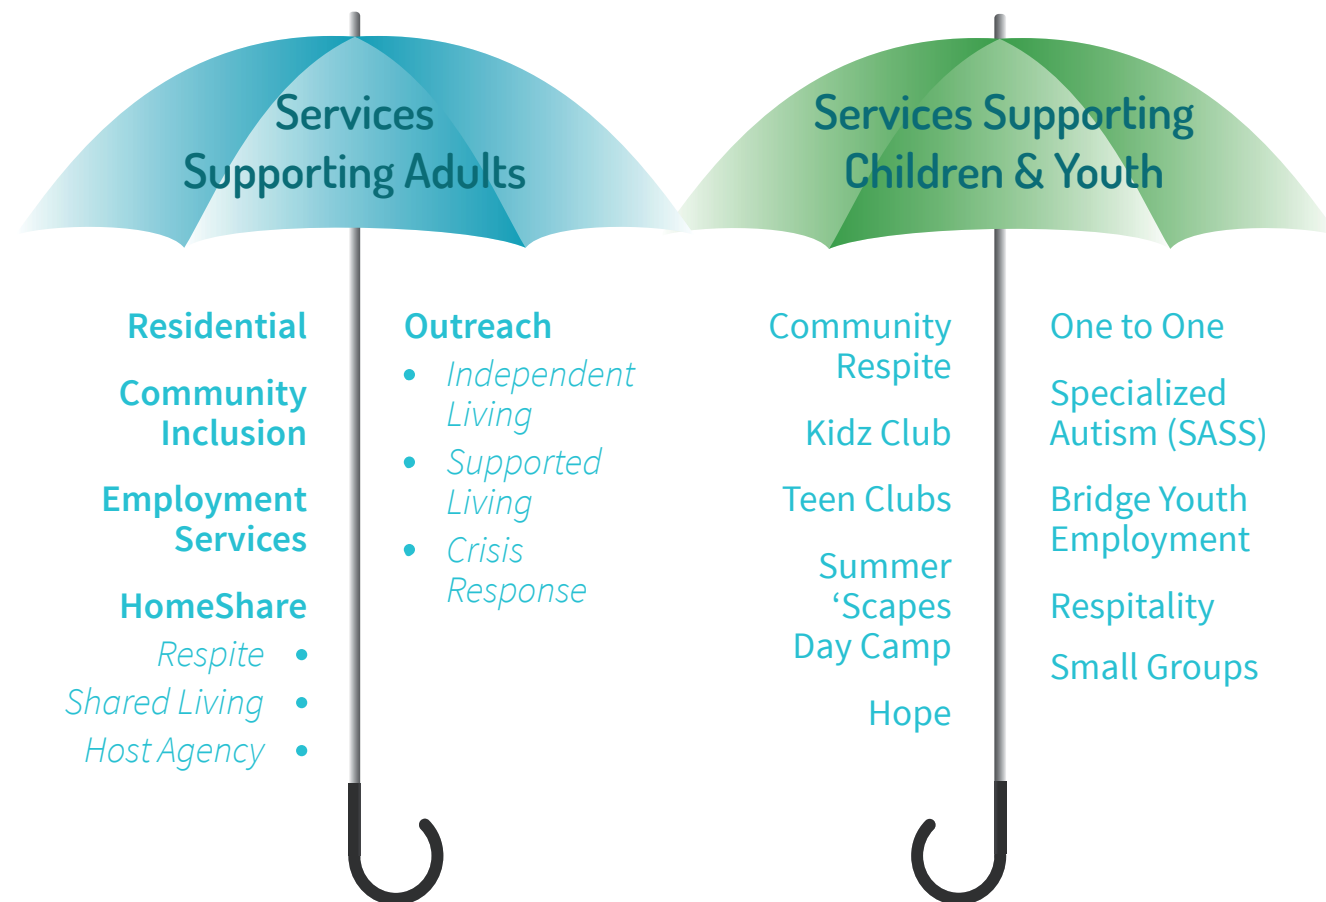 Services
Supporting Adults
Residential
Community
Inclusion
Employment
Services
HomeShare
Respite •
Shared Living •
Host Agency •
Outreach
• Independent
Living
• Supported
Living
• Crisis
Response
Services Supporting
Children & Youth
Community
Respite
Kidz Club
Teen Clubs
Summer
‘Scapes
Day Camp
Hope
One to One
Specialized
Autism (SASS)
Bridge Youth
Employment
Respitality
Small Groups